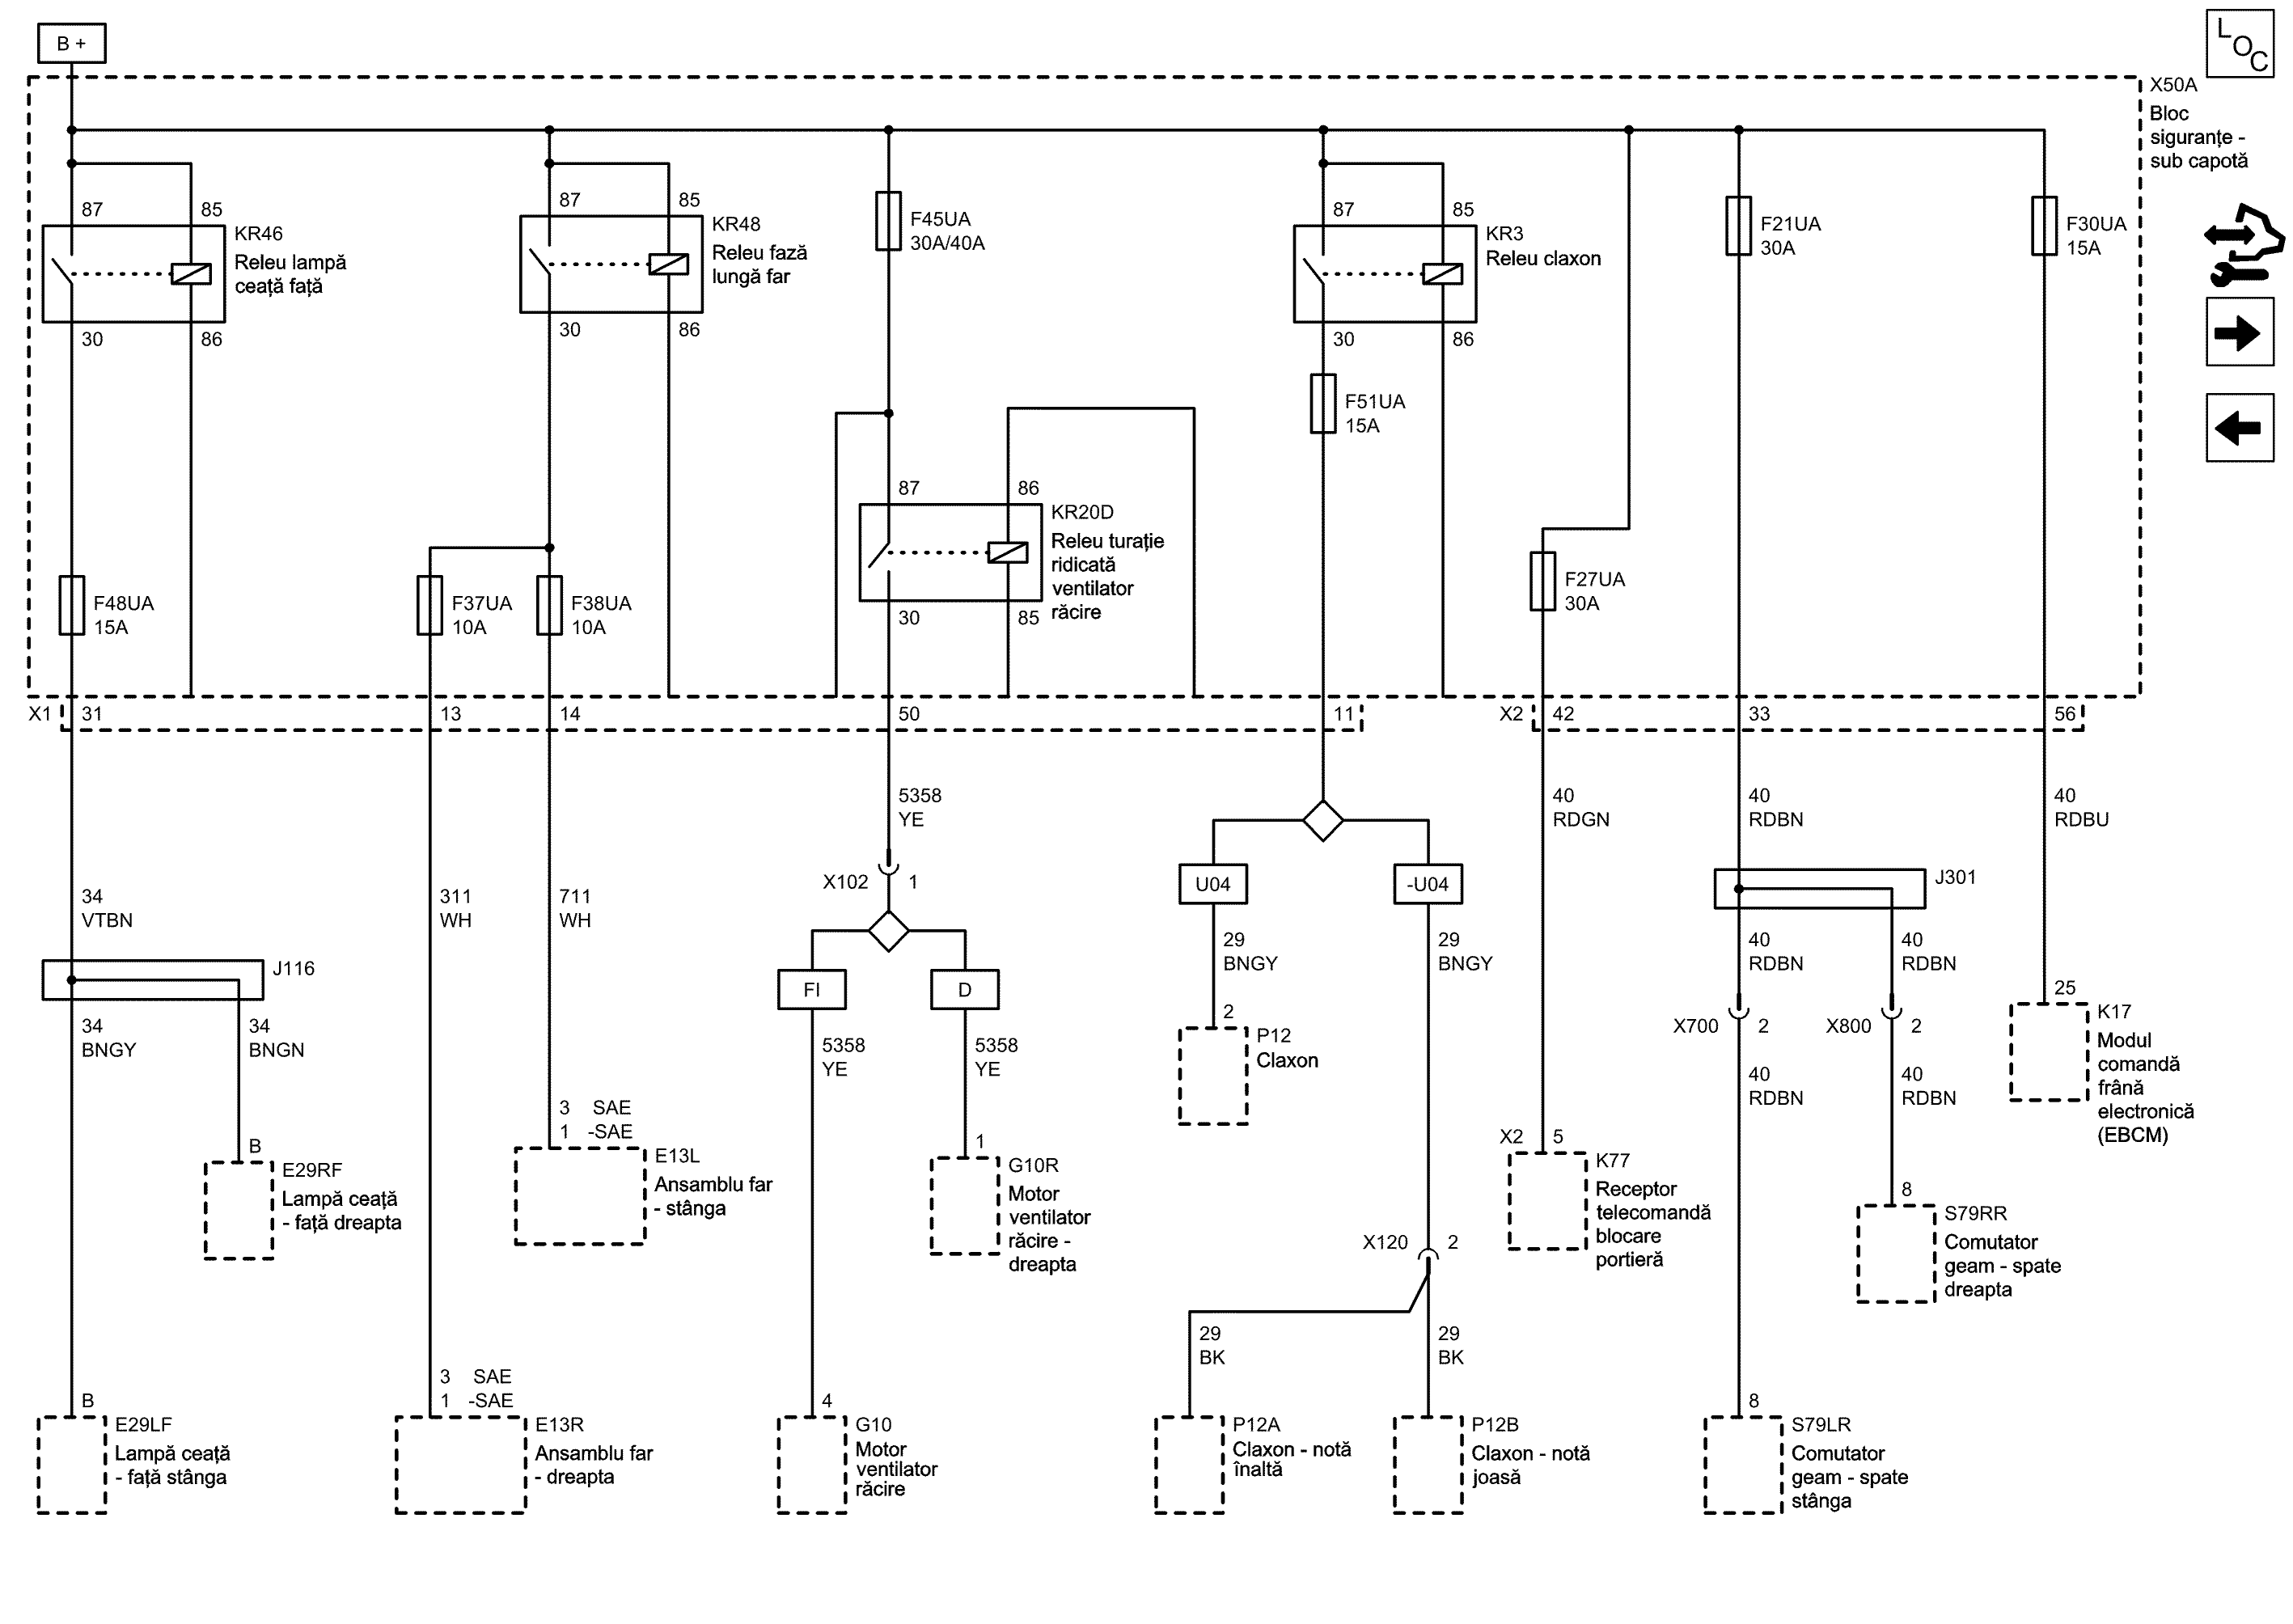 B +
LOC
X50A
Bloc
siguranțe -
sub capotă
87
85
KR46
Releu lampă
ceață față
30
86
87
85
KR48
Releu fază
lungă far
30
86
F45UA
30A/40A
87
85
KR3
Releu claxon
30
86
F21UA
30A
F30UA
15A
F51UA
15A
87
86
KR20D
Releu turație
ridicată
ventilator
răcire
30
85
F48UA
15A
F37UA
10A
F38UA
10A
F27UA
30A
X1
31
13
14
50
11
X2
42
33
56
5358
YE
40
RDGN
40
RDBN
40
RDBU
X102
1
U04
-U04
J301
34
VTBN
311
WH
711
WH
29
BNGY
29
BNGY
40
RDBN
40
RDBN
J116
FI
D
34
BNGY
34
BNGN
5358
YE
5358
YE
2
P12
Claxon
X700
2
X800
2
25
K17
Modul
comandă
frână
electronică
(EBCM)
40
RDBN
40
RDBN
3 SAE
1 -SAE
E13L
Ansamblu far
- stânga
B
E29RF
Lampă ceață
- față dreapta
1
G10R
Motor
ventilator
răcire -
dreapta
X2
5
K77
Receptor
telecomandă
blocare
portieră
8
S79RR
Comutator
geam - spate
dreapta
X120
2
29
BK
29
BK
B
E29LF
Lampă ceață
- față stânga
3 SAE
1 -SAE
E13R
Ansamblu far
- dreapta
4
G10
Motor
ventilator
răcire
P12A
Claxon - notă
înaltă
P12B
Claxon - notă
joasă
8
S79LR
Comutator
geam - spate
stânga